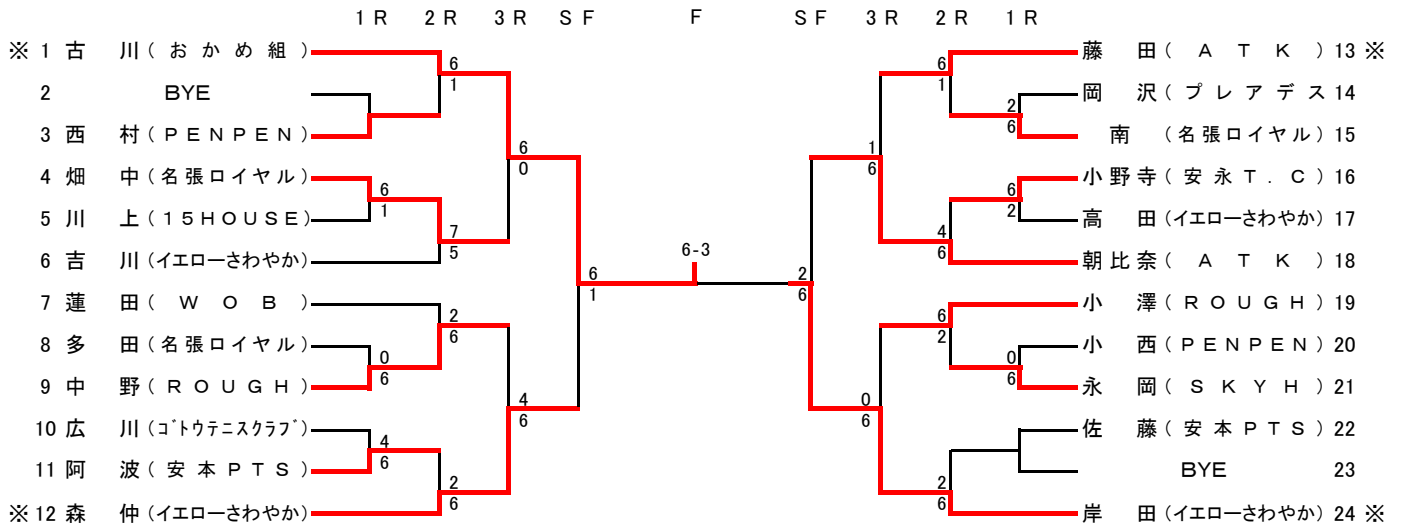 1R 2R 3R SF F SF 3R 2R 1R
※ 1 古 川(おかめ組) 藤 田(ATK) 13 ※
6 1 6 1
2 BYE 岡 沢(プレアデス 14
2 6
3 西 村(PENPEN) 南 (名張ロイヤル) 15
6 0 1 6
4 畑 中(名張ロイヤル) 小野寺(安永T.C) 16
6 1 6 2
5 川 上(15HOUSE) 高 田(イエローさわやか) 17
7 5 4 6
6 吉 川(イエローさわやか) 朝比奈(ATK) 18
6 1 6-3 2 6
7 蓮 田(WOB) 小 澤(ROUGH) 19
2 6 6 2
8 多 田(名張ロイヤル) 小 西(PENPEN) 20
0 6 0 6
9 中 野(ROUGH) 永 岡(SKYH) 21
4 6 0 6
10 広 川(ゴトウテニスクラブ) 佐 藤(安本PTS) 22
4 6
11 阿 波(安本PTS) BYE 23
2 6 2 6
※ 12 森 仲(イエローさわやか) 岸 田(イエローさわやか) 24 ※